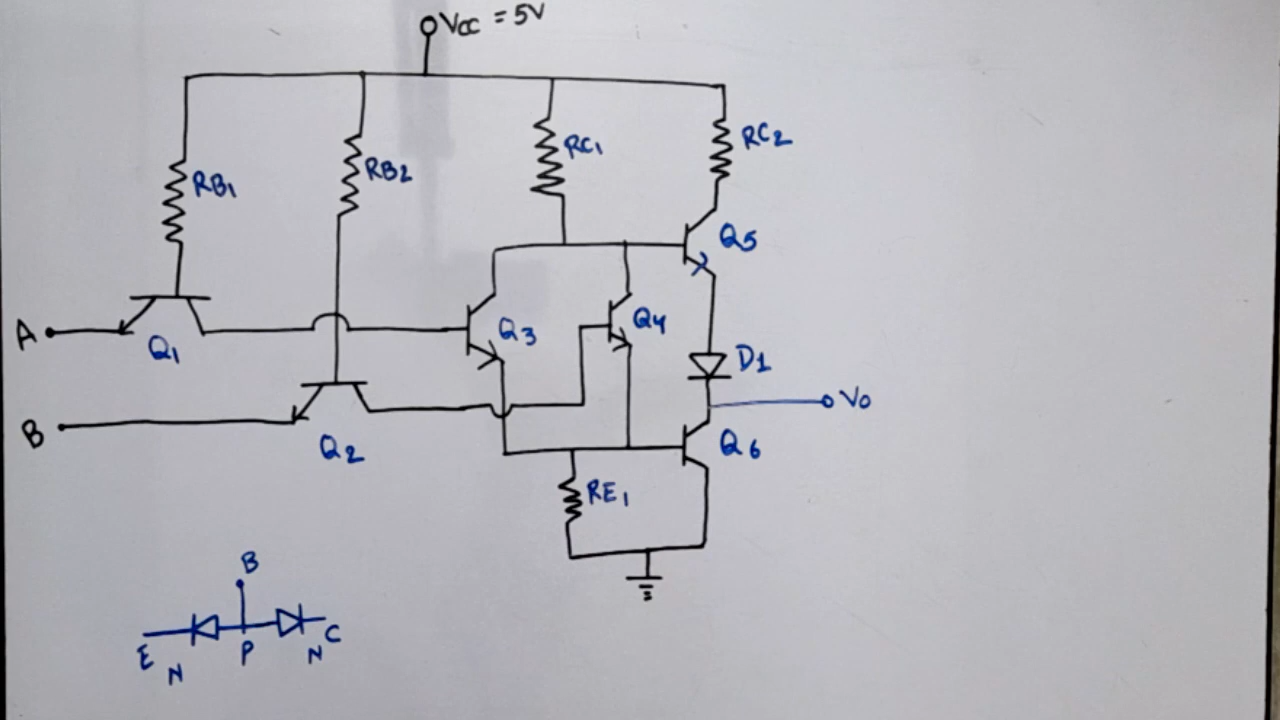 Vcc = 5V
RB1
RB2
RC1
RC2
Q5
A
Q1
Q3
Q4
D1
Vo
B
Q2
Q6
RE1
B
E
N
P
N
C